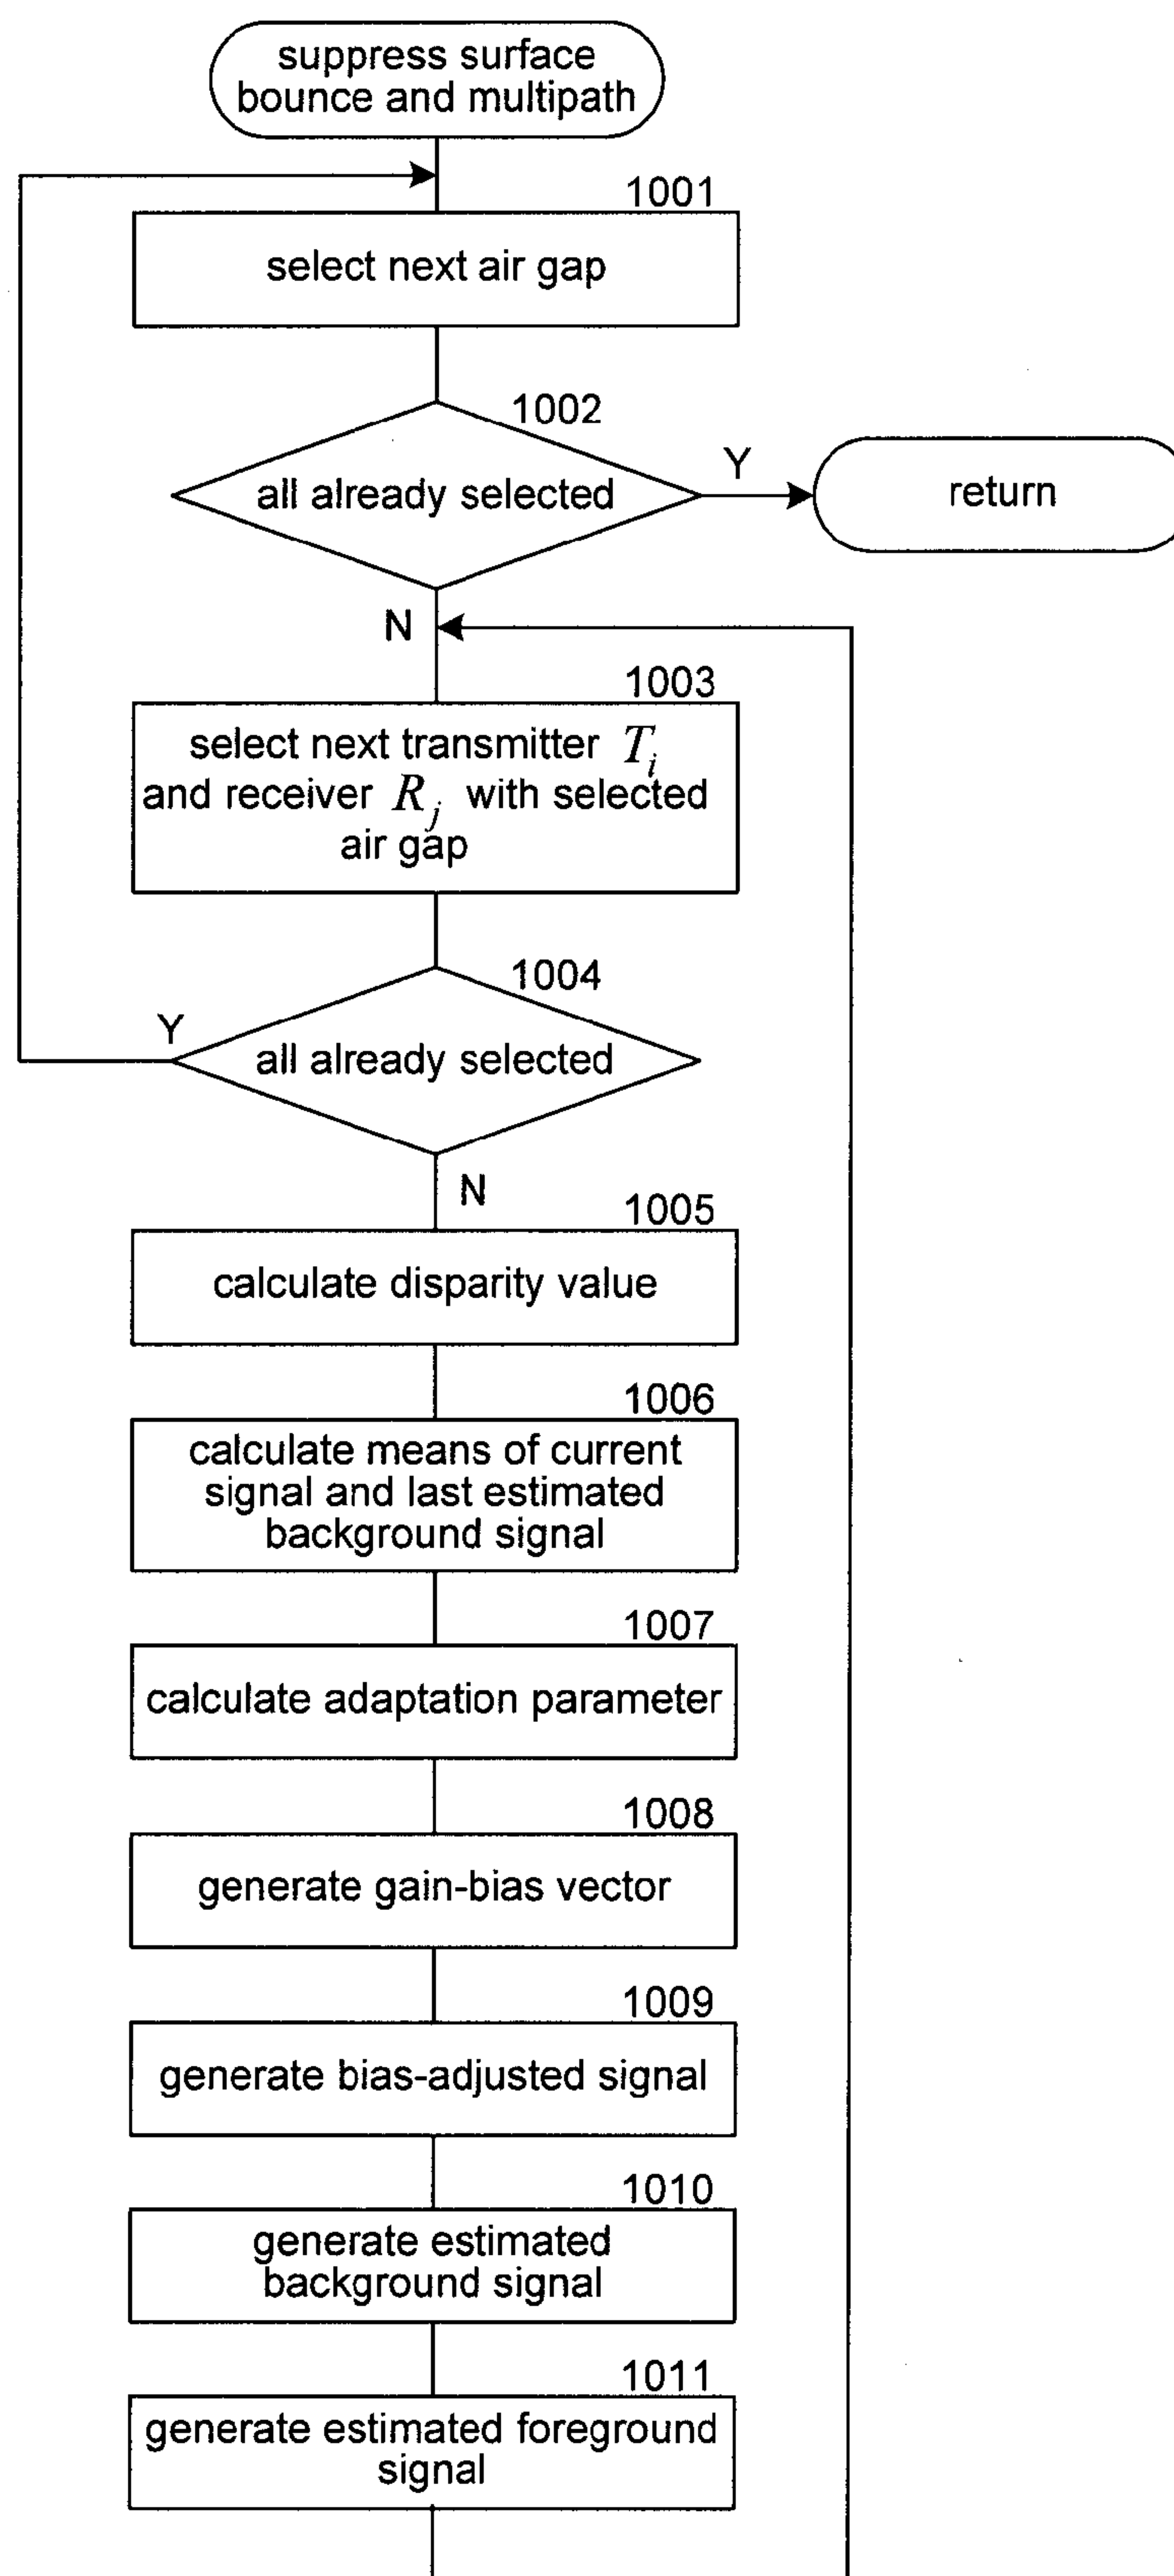 suppress surface
bounce and multipath
1001
select next air gap
1002
all already selected
Y
return
N
1003
select next transmitter T_i
and receiver R_j with selected
air gap
1004
Y
all already selected
N
1005
calculate disparity value
1006
calculate means of current
signal and last estimated
background signal
1007
calculate adaptation parameter
1008
generate gain-bias vector
1009
generate bias-adjusted signal
1010
generate estimated
background signal
1011
generate estimated foreground
signal